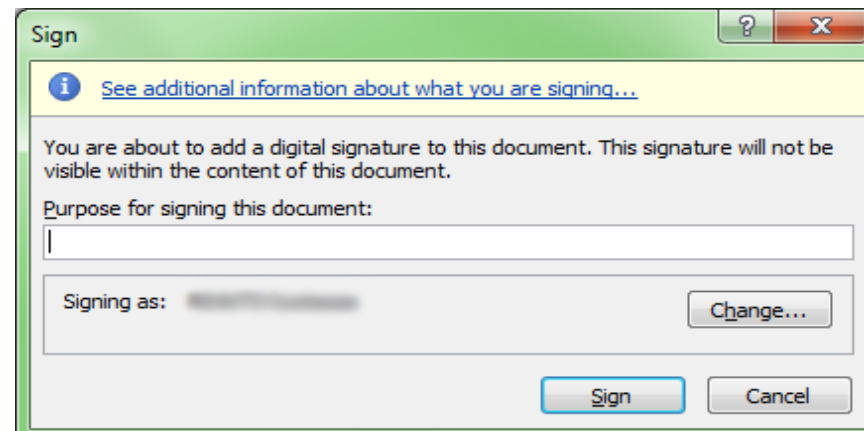 Sign
?
See additional information about what you are signing...
You are about to add a digital signature to this document. This signature will not be
visible within the content of this document.
Purpose for signing this document:
Signing as:
Change...
Sign
Cancel